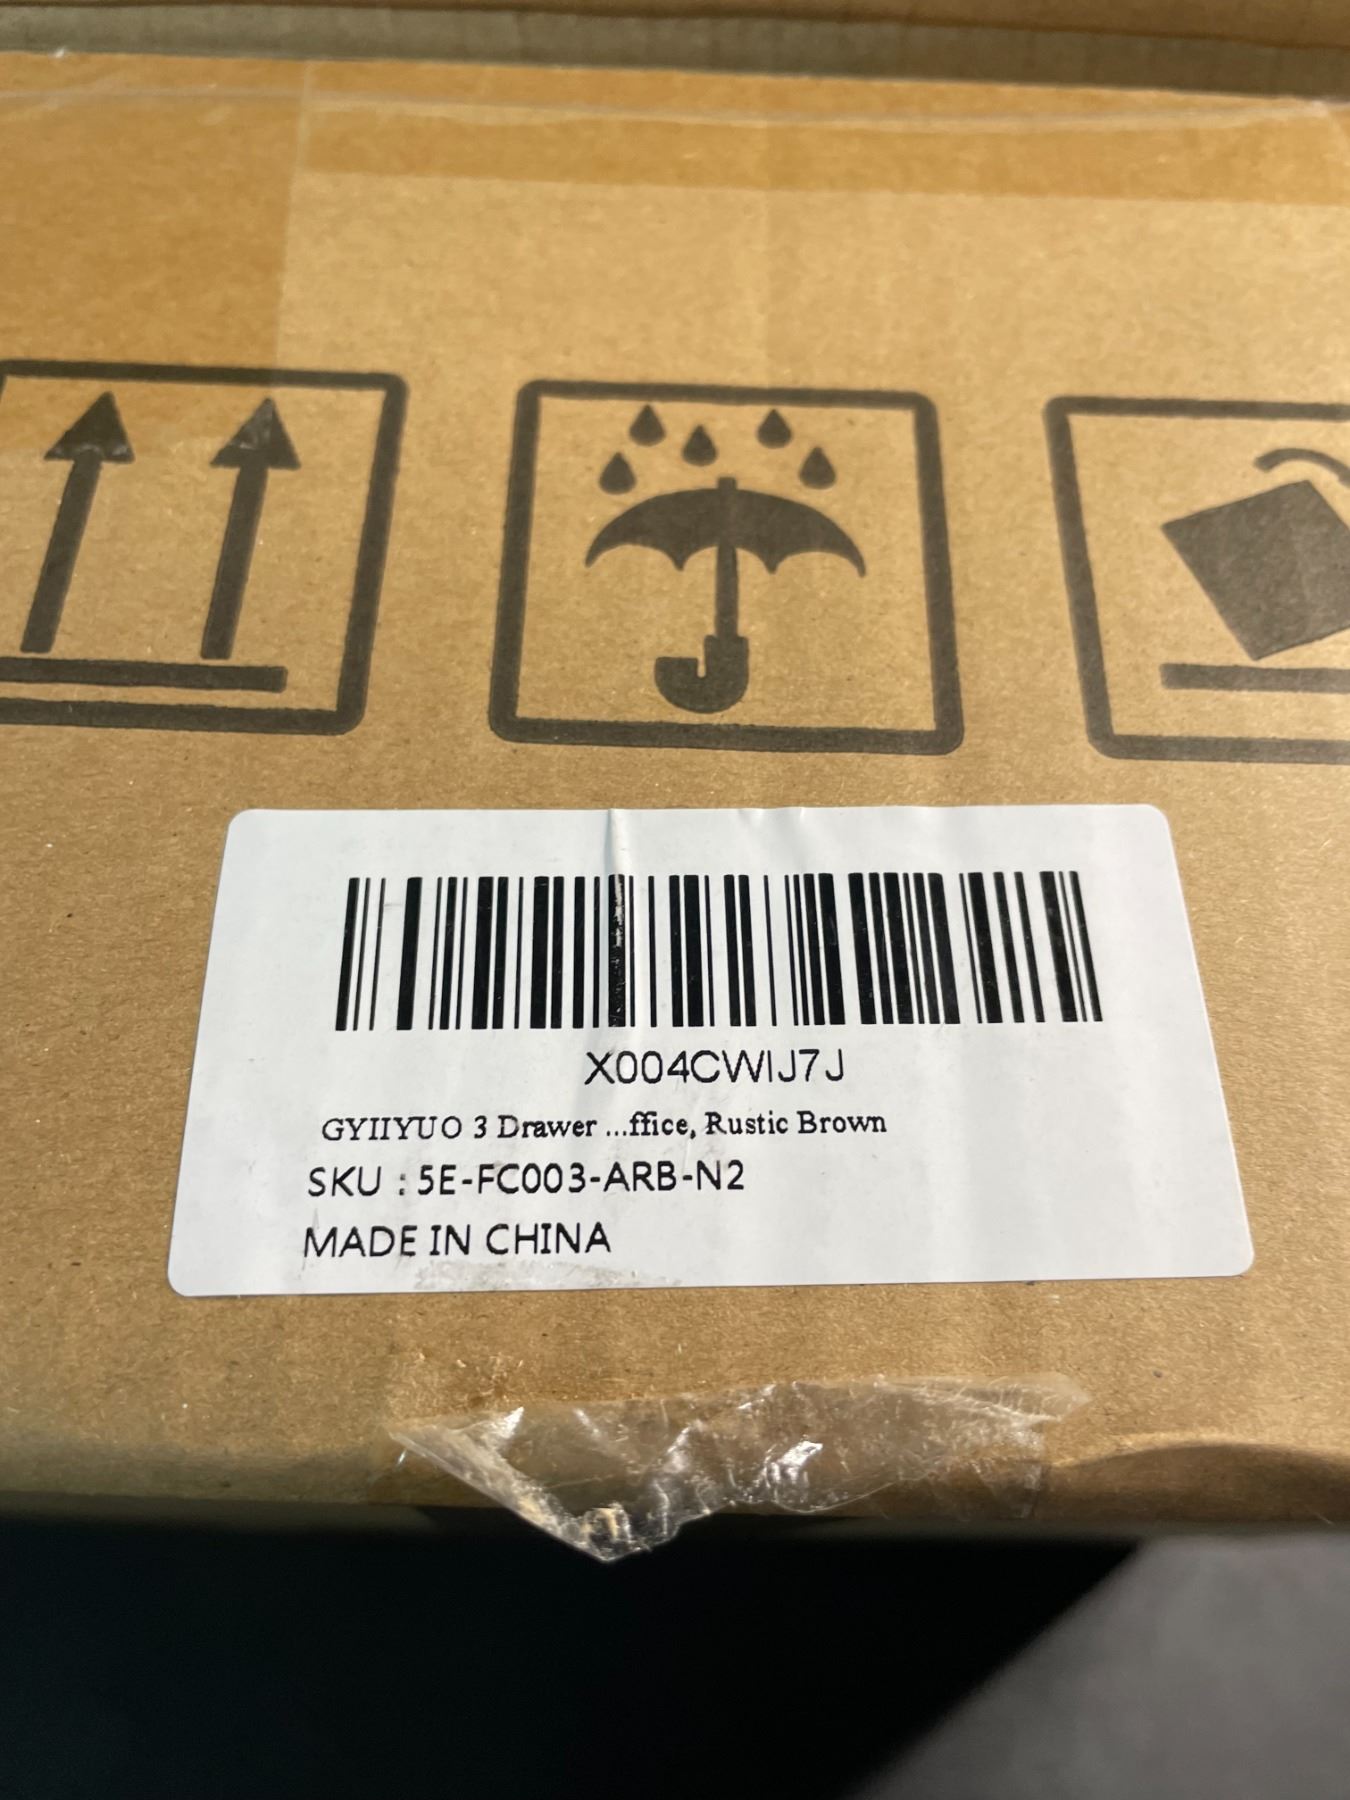 X004CWIJ7J
GYIIYUO 3 Drawer ...ffice, Rustic Brown
SKU : 5E-FC003-ARB-N2
MADE IN CHINA